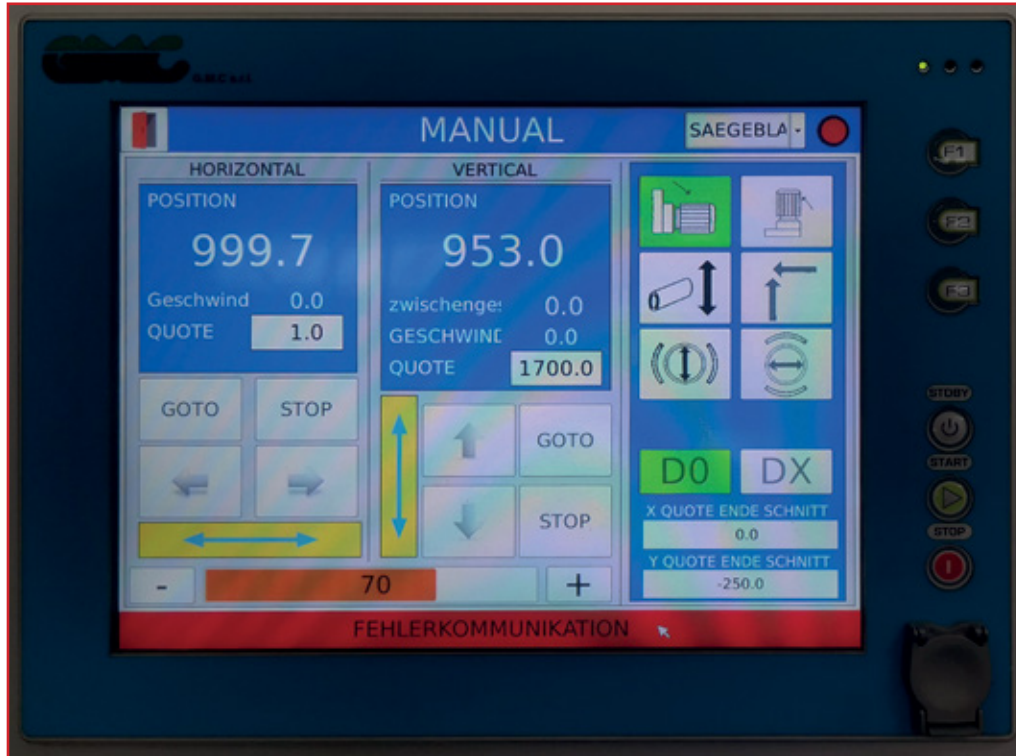 GMC
G.M.C s.r.l.
MANUAL
SAEGEBLA
HORIZONTAL
POSITION
999.7
Geschwind 0.0
QUOTE 1.0
GOTO STOP
VERTICAL
POSITION
953.0
zwischenge: 0.0
GESCHWIND 0.0
QUOTE 1700.0
GOTO
STOP
D0 DX
X QUOTE ENDE SCHNITT
0.0
Y QUOTE ENDE SCHNITT
-250.0
- 70 +
FEHLERKOMMUNIKATION
F1
F2
F3
STDBY
START
STOP